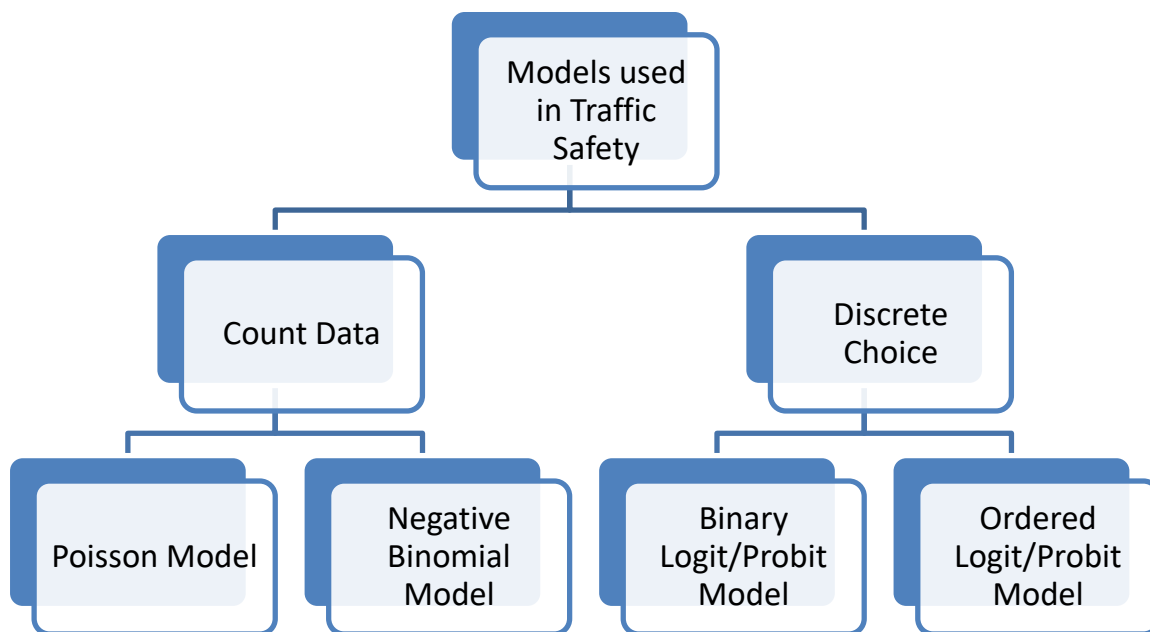 Models used
in Traffic
Safety
Count Data
Discrete
Choice
Poisson Model
Negative
Binomial
Model
Binary
Logit/Probit
Model
Ordered
Logit/Probit
Model